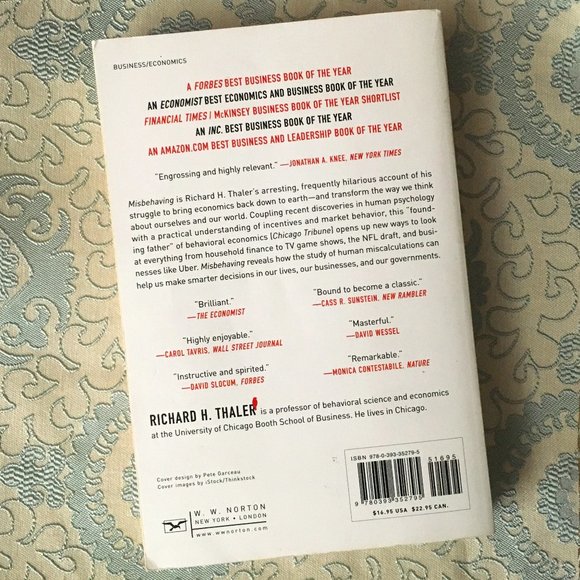 BUSINESS/ECONOMICS
A FORBES BEST BUSINESS BOOK OF THE YEAR
AN ECONOMIST BEST ECONOMICS AND BUSINESS BOOK OF THE YEAR
FINANCIAL TIMES | McKINSEY BUSINESS BOOK OF THE YEAR SHORTLIST
AN INC. BEST BUSINESS BOOK OF THE YEAR
AN AMAZON.COM BEST BUSINESS AND LEADERSHIP BOOK OF THE YEAR
"Engrossing and highly relevant." —JONATHAN A. KNEE, NEW YORK TIMES
Misbehaving is Richard H. Thaler's arresting, frequently hilarious account of his
struggle to bring economics back down to earth—and transform the way we think
about ourselves and our world. Coupling recent discoveries in human psychology
with a practical understanding of incentives and market behavior, this "found-
ing father" of behavioral economics (Chicago Tribune) opens up new ways to look
at everything from household finance to TV game shows, the NFL draft, and busi-
nesses like Uber. Misbehaving reveals how the study of human miscalculations can
help us make smarter decisions in our lives, our businesses, and our governments.
"Brilliant."
—THE ECONOMIST
"Highly enjoyable."
—CAROL TAVRIS, WALL STREET JOURNAL
"Instructive and spirited."
—DAVID SLOCUM, FORBES
"Bound to become a classic."
—CASS R. SUNSTEIN, NEW RAMBLER
"Masterful."
—DAVID WESSEL
"Remarkable."
—MONICA CONTESTABILE, NATURE
RICHARD H. THALER is a professor of behavioral science and economics
at the University of Chicago Booth School of Business. He lives in Chicago.
Cover design by Pete Garceau
Cover images by iStock/Thinkstock
W. W. NORTON
NEW YORK • LONDON
www.wwnorton.com
ISBN 978-0-393-35279-5
51695
9 780393 352795
$16.95 USA $22.95 CAN.